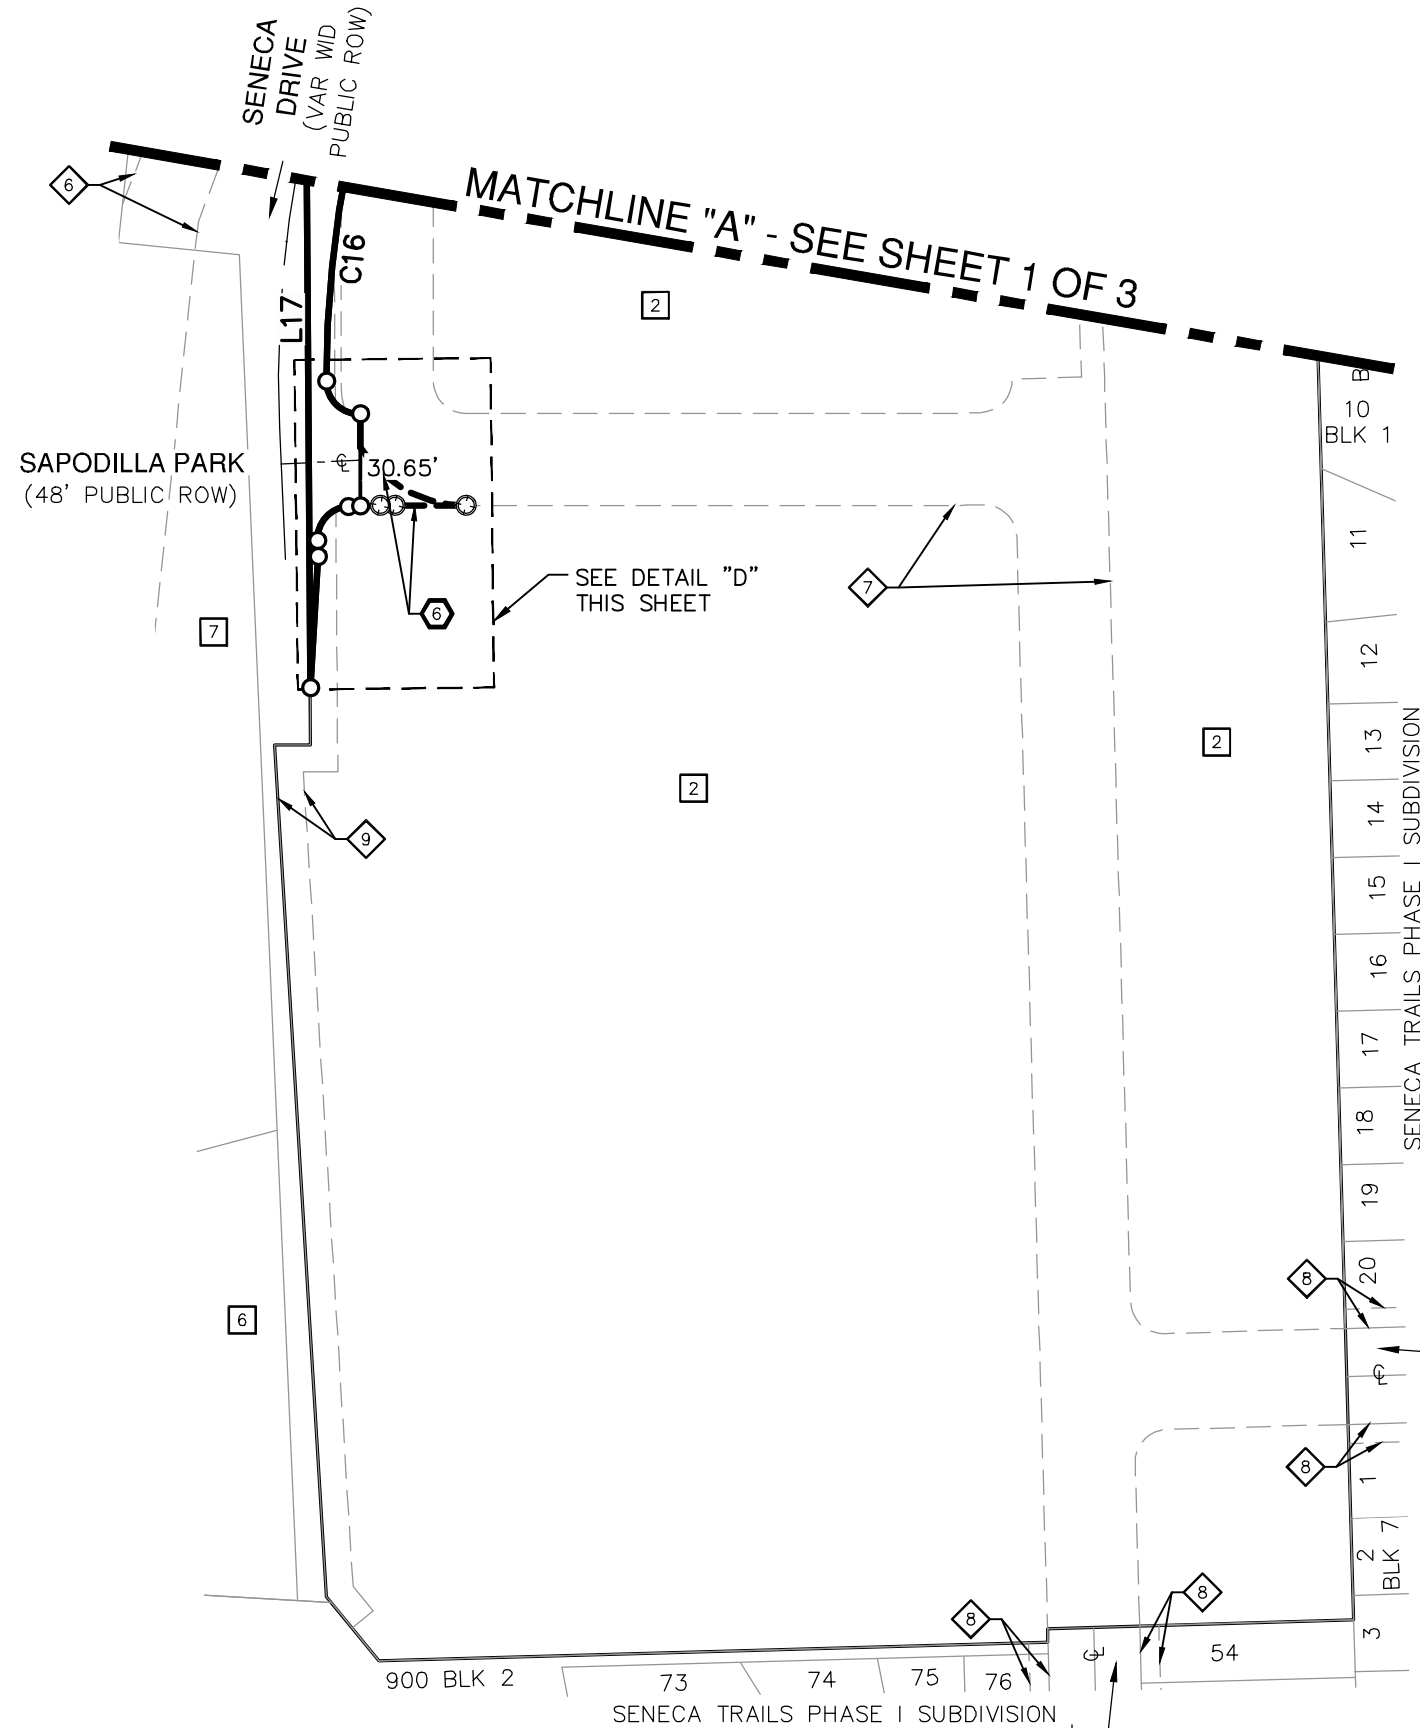 SENECA
DRIVE
(VAR WID
PUBLIC ROW)
6
MATCHLINE "A" - SEE SHEET 1 OF 3
C16
L17
2
B
10
BLK 1
SAPODILLA PARK
(48' PUBLIC ROW)
℄
30.65'
11
SEE DETAIL "D"
THIS SHEET
7
6
7
12
13
2
2
14
9
15
16
17
18
19
20
SENECA TRAILS PHASE I SUBDIVISION
8
6
℄
8
1
2
BLK 7
3
8
8
℄
54
900 BLK 2
73
74
75
76
SENECA TRAILS PHASE I SUBDIVISION